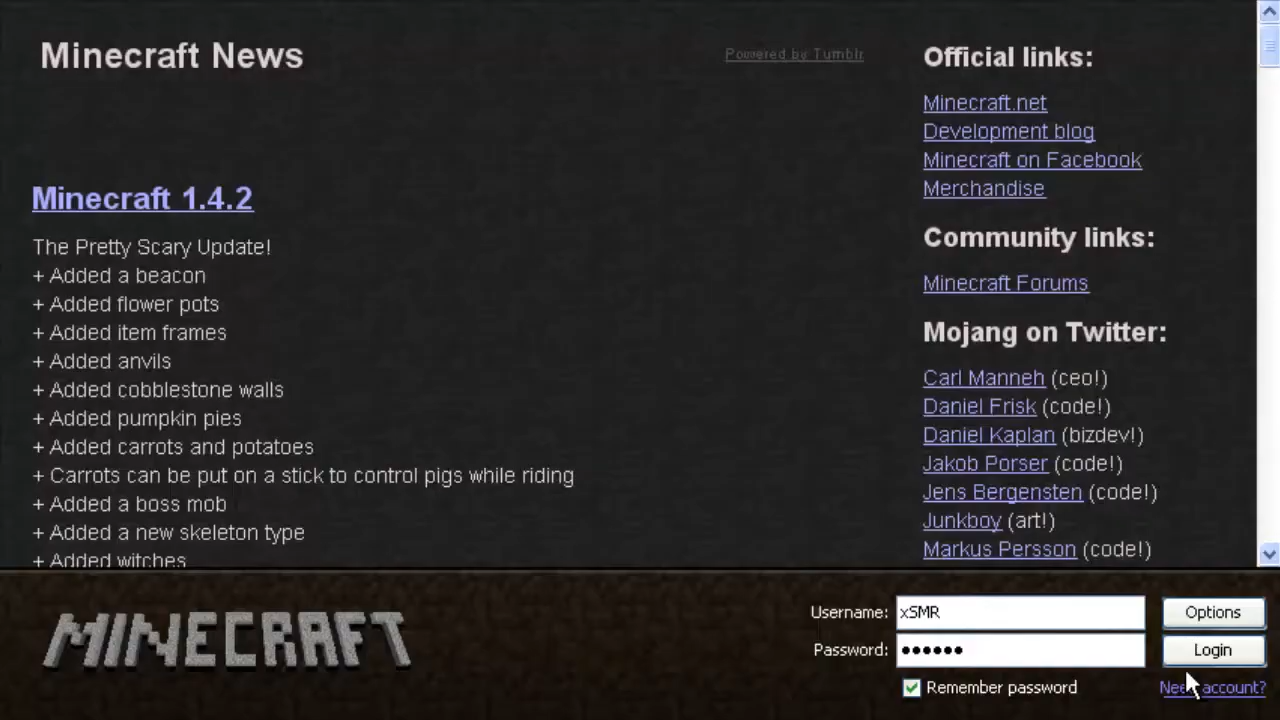 Minecraft News
Powered by Tumblr
Minecraft 1.4.2
The Pretty Scary Update!
+ Added a beacon
+ Added flower pots
+ Added item frames
+ Added anvils
+ Added cobblestone walls
+ Added pumpkin pies
+ Added carrots and potatoes
+ Carrots can be put on a stick to control pigs while riding
+ Added a boss mob
+ Added a new skeleton type
+ Added witches
Official links:
Minecraft.net
Development blog
Minecraft on Facebook
Merchandise
Community links:
Minecraft Forums
Mojang on Twitter:
Carl Manneh (ceo!)
Daniel Frisk (code!)
Daniel Kaplan (bizdev!)
Jakob Porser (code!)
Jens Bergensten (code!)
Junkboy (art!)
Markus Persson (code!)
MINECRAFT
Username: xSMR
Options
Password: ●●●●●●
Login
Remember password
Need account?